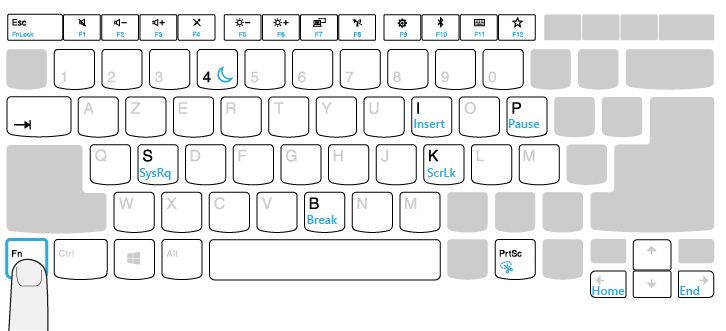 Esc
FnLock F1 F2 F3 F4 F5 F6 F7 F8 F9 F10 F11 F12
1 2 3 4 5 6 7 8 9 0
A Z E R T Y U I O P
Insert Pause
Q S D F G H J K L M
SysRq ScrLk
W X C V B N M
Break
Fn Ctrl Alt PrtSc
Home End